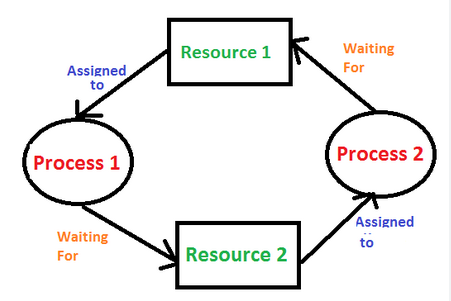 Resource 1
Waiting
For
Assigned
to
Process 1
Process 2
Waiting
For
Resource 2
Assigned
to